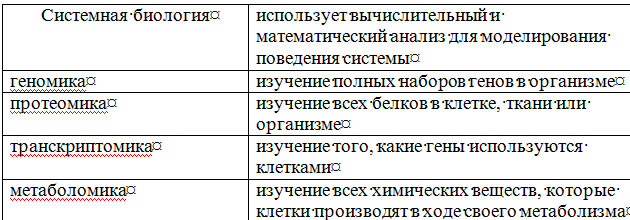 Системная биология
использует вычислительный и
математический анализ для моделирования
поведения системы
геномика
изучение полных наборов генов в организме
протеомика
изучение всех белков в клетке, ткани или
организме
транскриптомика
изучение того, какие гены используются
клетками
метаболомика
изучение всех химических веществ, которые
клетки производят в ходе своего метаболизма